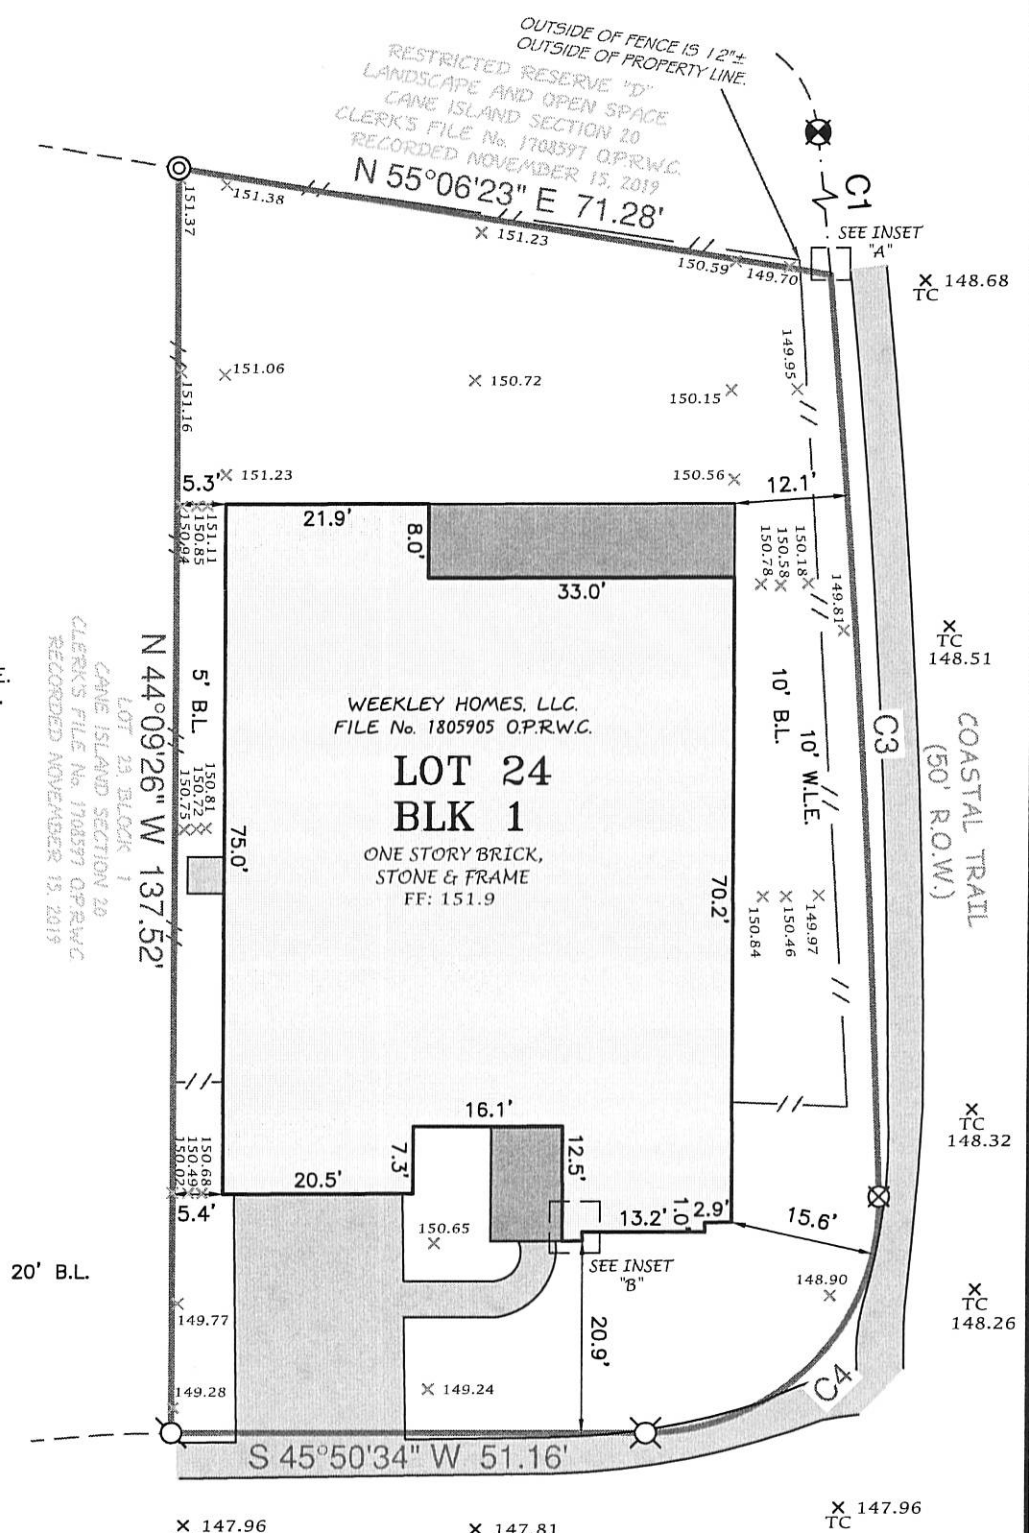 OUTSIDE OF FENCE IS 12"±
OUTSIDE OF PROPERTY LINE.
RESTRICTED RESERVE "D"
LANDSCAPE AND OPEN SPACE
CANE ISLAND SECTION 20
CLERK'S FILE No. 1708597 O.P.R.W.C.
RECORDED NOVEMBER 15, 2019
N 55°06'23" E 71.28'
C1
SEE INSET
"A"
151.37
151.38
151.23
150.59
149.70
148.68
TC
149.95
151.06
150.72
150.15
151.16
151.23
150.56
5.3'
12.1'
21.9'
8.0'
33.0'
151.11
150.85
150.94
150.18
150.58
150.78
149.81
TC
148.51
5' B.L.
10' B.L.
10' W.L.E.
C3
COASTAL TRAIL
(50' R.O.W.)
N 44°09'26" W 137.52'
LOT 23 BLOCK 1
CANE ISLAND SECTION 20
CLERK'S FILE No. 1708597 O.P.R.W.C.
RECORDED NOVEMBER 15, 2019
WEEKLEY HOMES, LLC.
FILE No. 1805905 O.P.R.W.C.
LOT 24
BLK 1
ONE STORY BRICK,
STONE & FRAME
FF: 151.9
150.81
150.72
150.75
75.0'
70.2'
149.97
150.46
150.84
16.1'
7.3'
12.5'
20.5'
TC
148.32
150.68
150.49
150.02
5.4'
13.2'
1.0'
2.9'
15.6'
150.65
SEE INSET
"B"
148.90
20' B.L.
TC
148.26
149.77
20.9'
149.28
149.24
C4
S 45°50'34" W 51.16'
147.96
147.81
147.96
TC